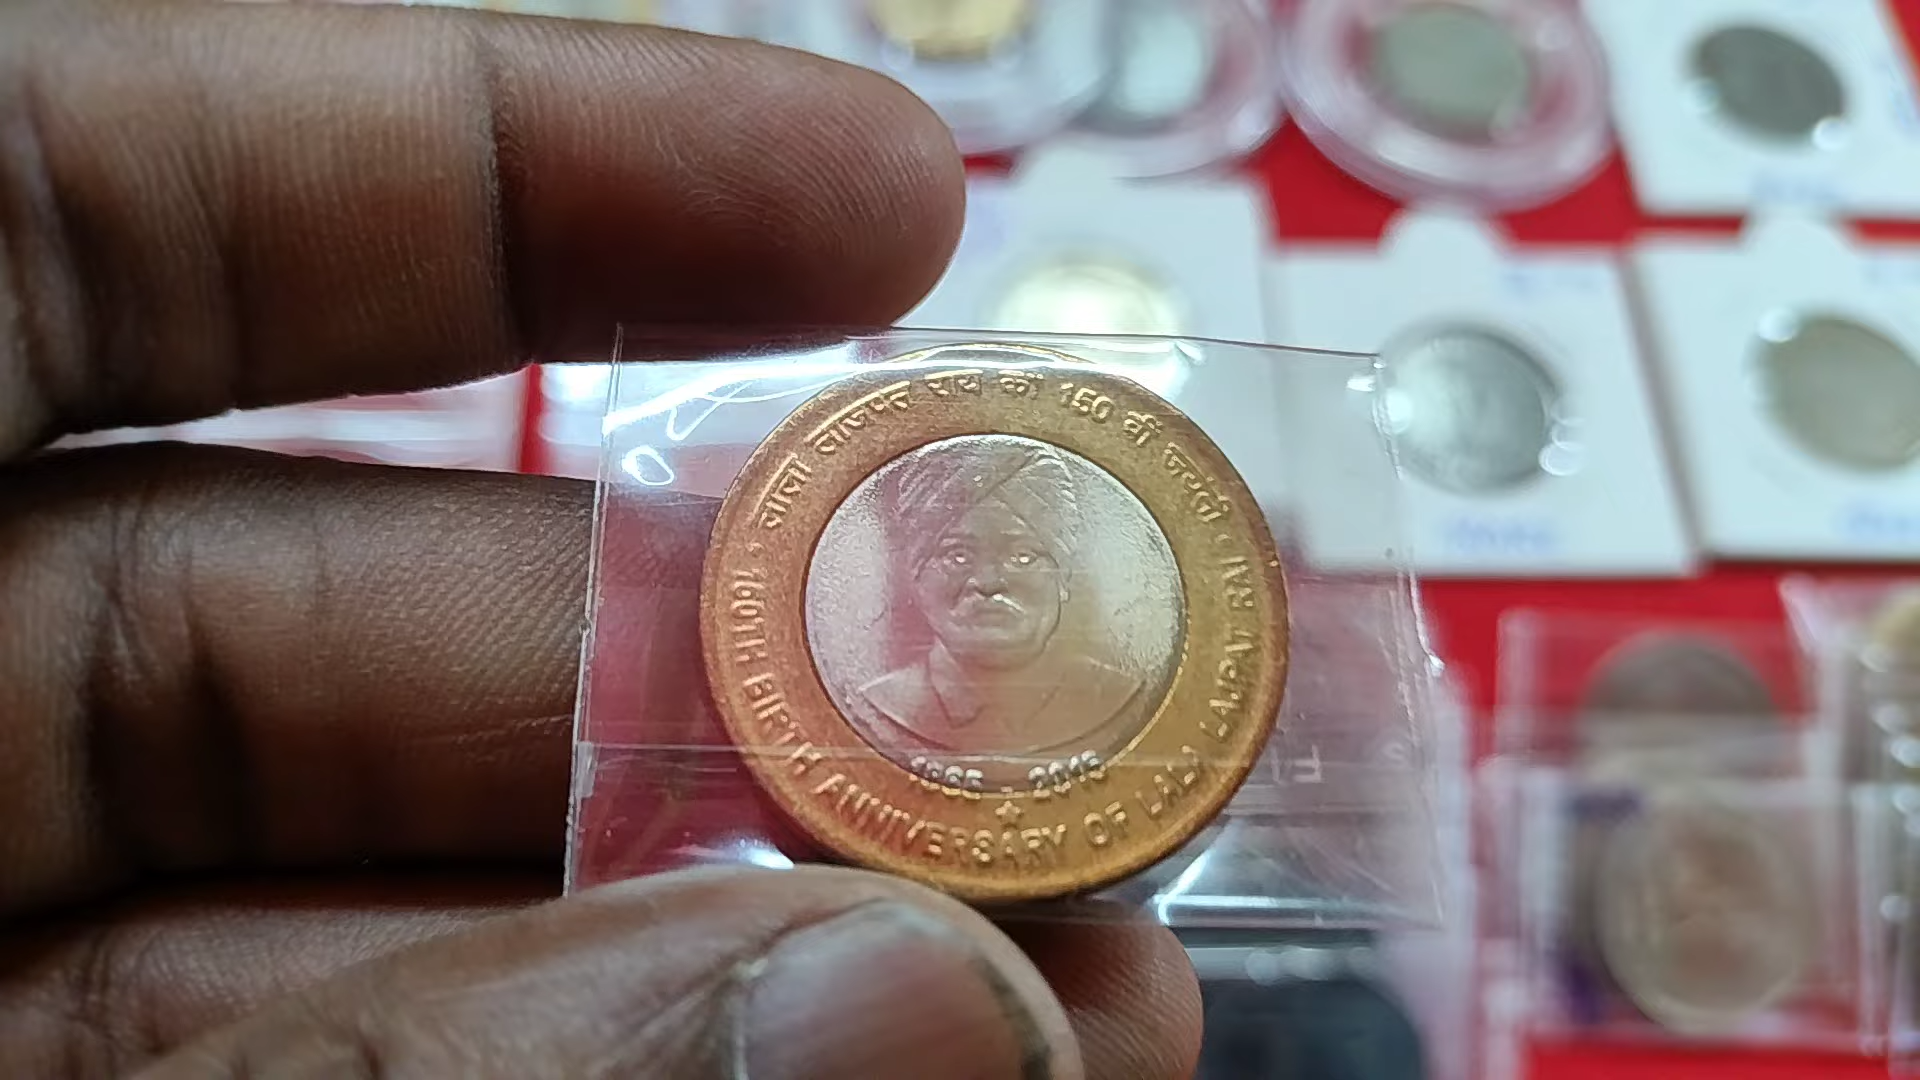 लाला लाजपत राय की 150 वीं जयंती
150TH BIRTH ANNIVERSARY OF LALA LAJPAT RAI
1865 - 2015